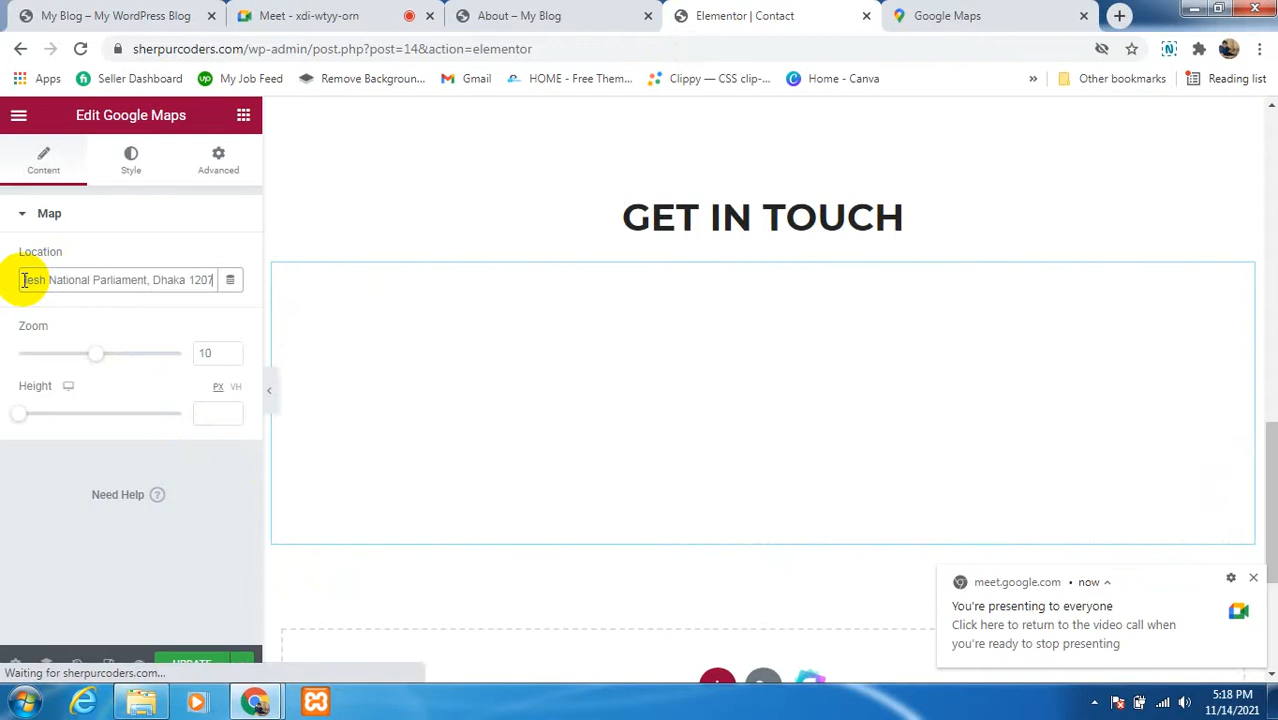 My Blog – My WordPress Blog
Meet - xdi-wtyy-orn
About – My Blog
Elementor | Contact
Google Maps
sherpurcoders.com/wp-admin/post.php?post=14&action=elementor
Apps
Seller Dashboard
My Job Feed
Remove Backgroun...
Gmail
HOME - Free Them...
Clippy — CSS clip-...
Home - Canva
»
Other bookmarks
Reading list
Edit Google Maps
Content
Style
Advanced
Map
Location
esh National Parliament, Dhaka 1207
Zoom
10
Height
PX VH
Need Help ?
UPDATE
GET IN TOUCH
meet.google.com • now
You're presenting to everyone
Click here to return to the video call when
you're ready to stop presenting
Waiting for sherpurcoders.com...
5:18 PM
11/14/2021